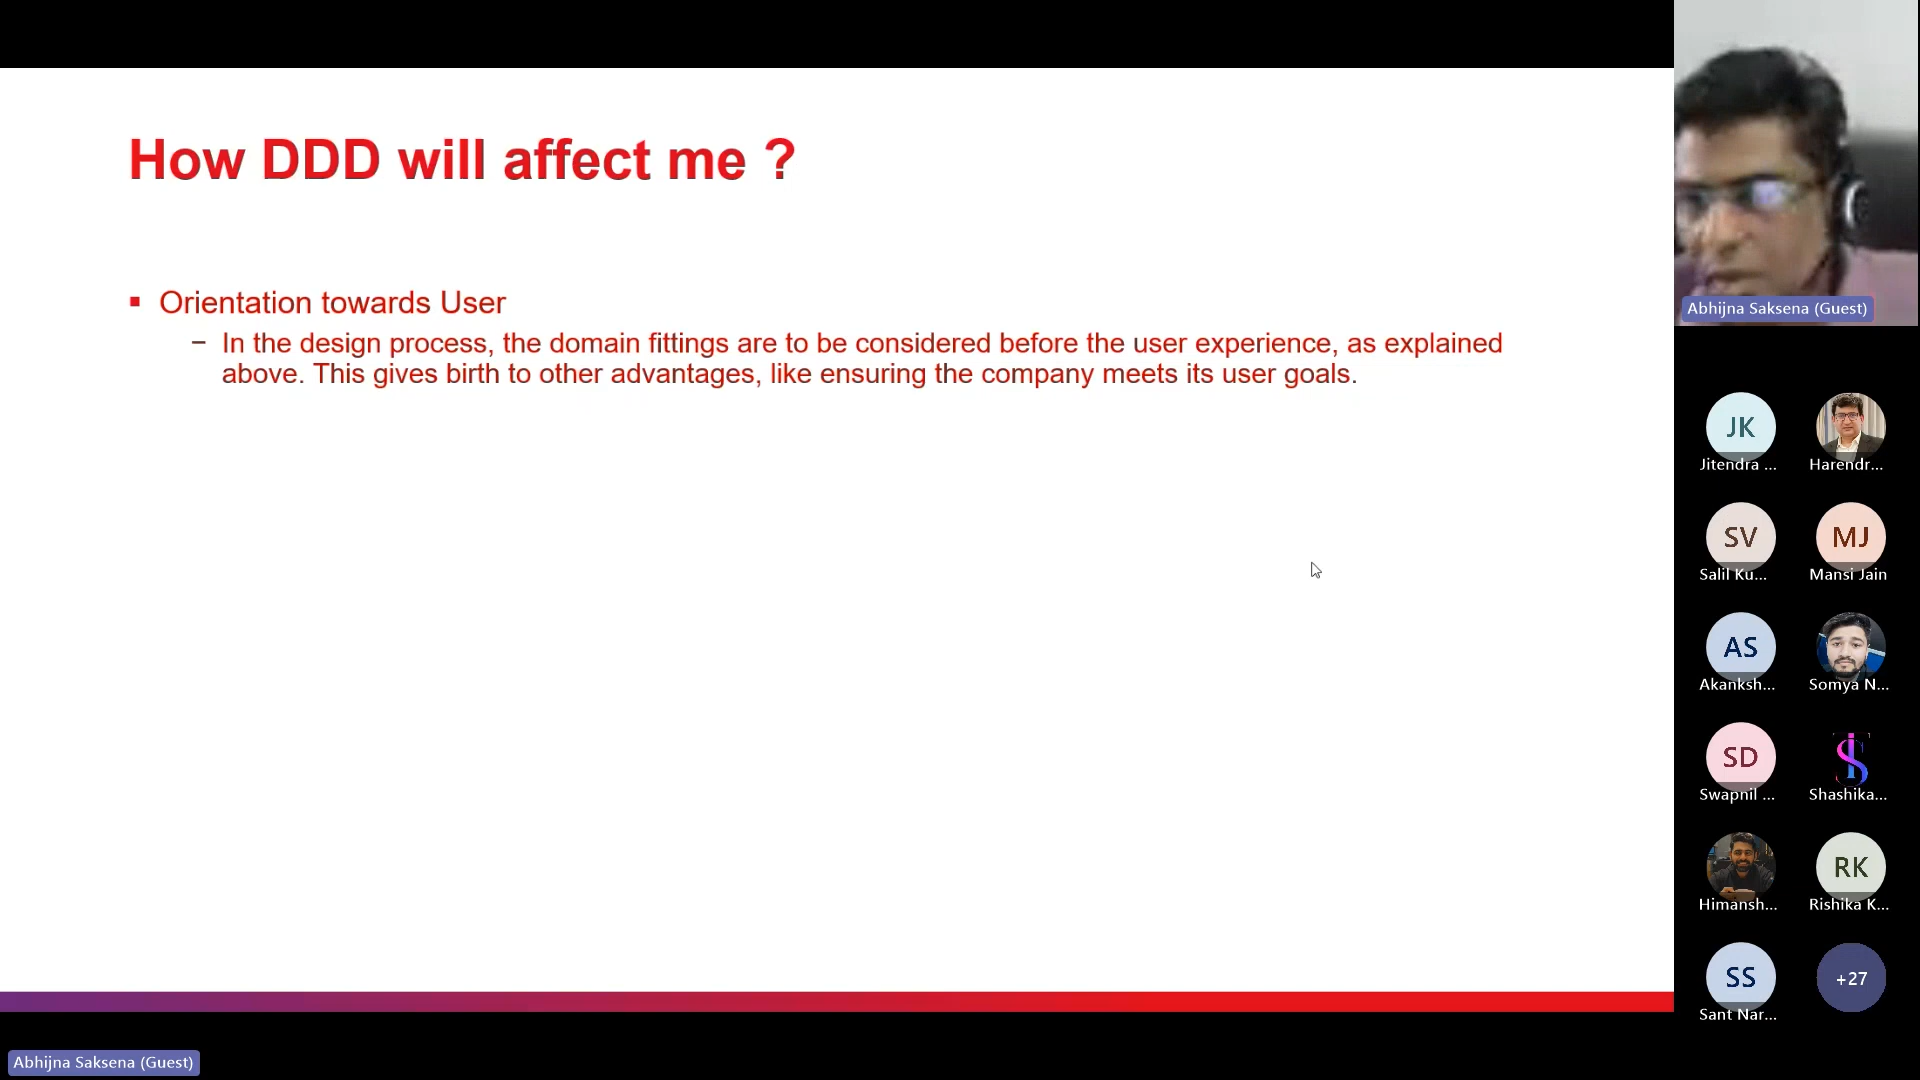 How DDD will affect me ?
▪ Orientation towards User
– In the design process, the domain fittings are to be considered before the user experience, as explained
above. This gives birth to other advantages, like ensuring the company meets its user goals.
Abhijna Saksena (Guest)
JK
Jitendra ...
Harendr...
SV
Salil Ku...
MJ
Mansi Jain
AS
Akanksh...
Somya N...
SD
Swapnil ...
Shashika...
Himansh...
RK
Rishika K...
SS
Sant Nar...
+27
Abhijna Saksena (Guest)